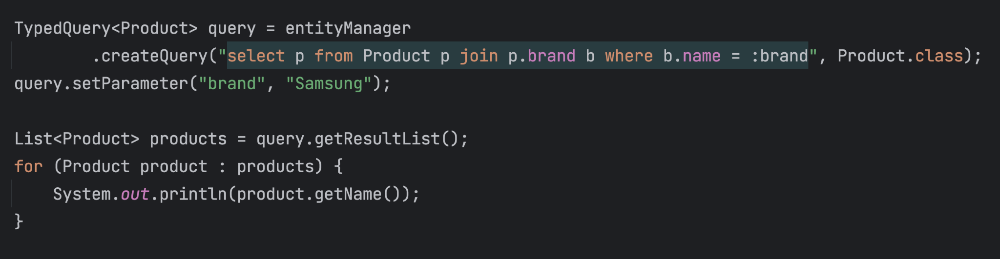 TypedQuery<Product> query = entityManager
        .createQuery("select p from Product p join p.brand b where b.name = :brand", Product.class);
query.setParameter("brand", "Samsung");

List<Product> products = query.getResultList();
for (Product product : products) {
    System.out.println(product.getName());
}